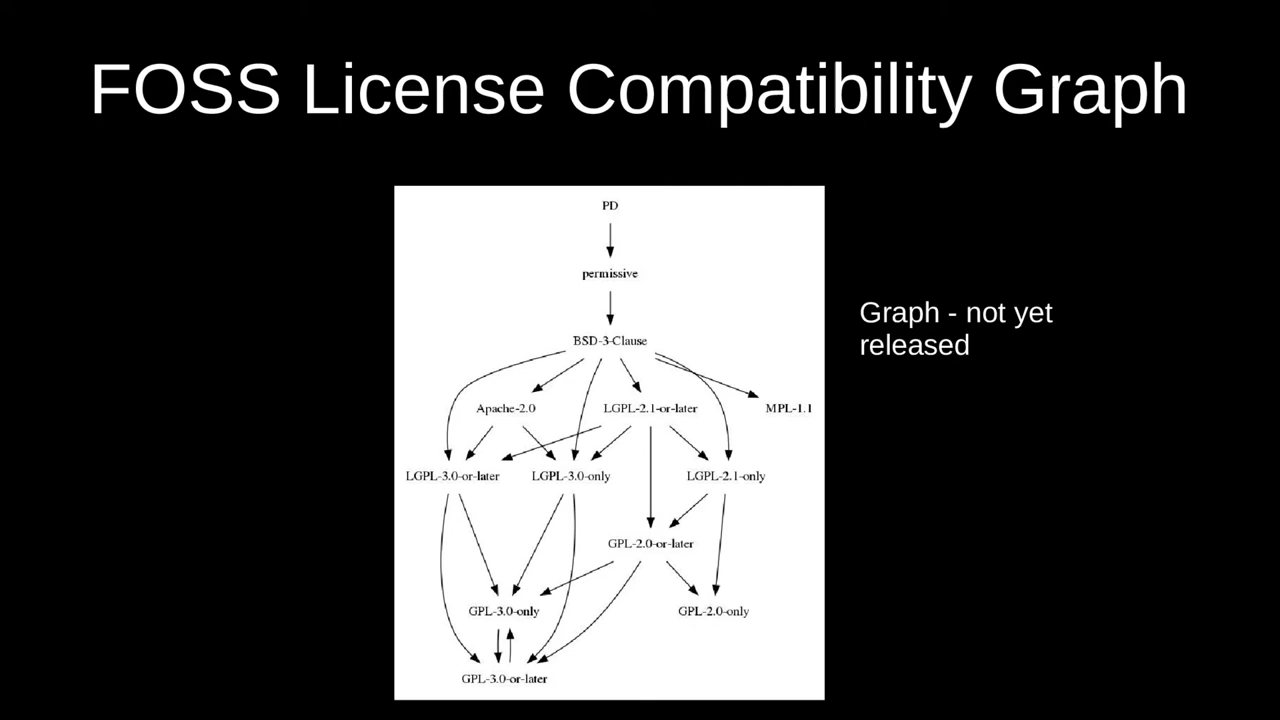 FOSS License Compatibility Graph
PD
permissive
BSD-3-Clause
Apache-2.0
LGPL-2.1-or-later
MPL-1.1
LGPL-3.0-or-later
LGPL-3.0-only
LGPL-2.1-only
GPL-2.0-or-later
GPL-3.0-only
GPL-2.0-only
GPL-3.0-or-later
Graph - not yet
released